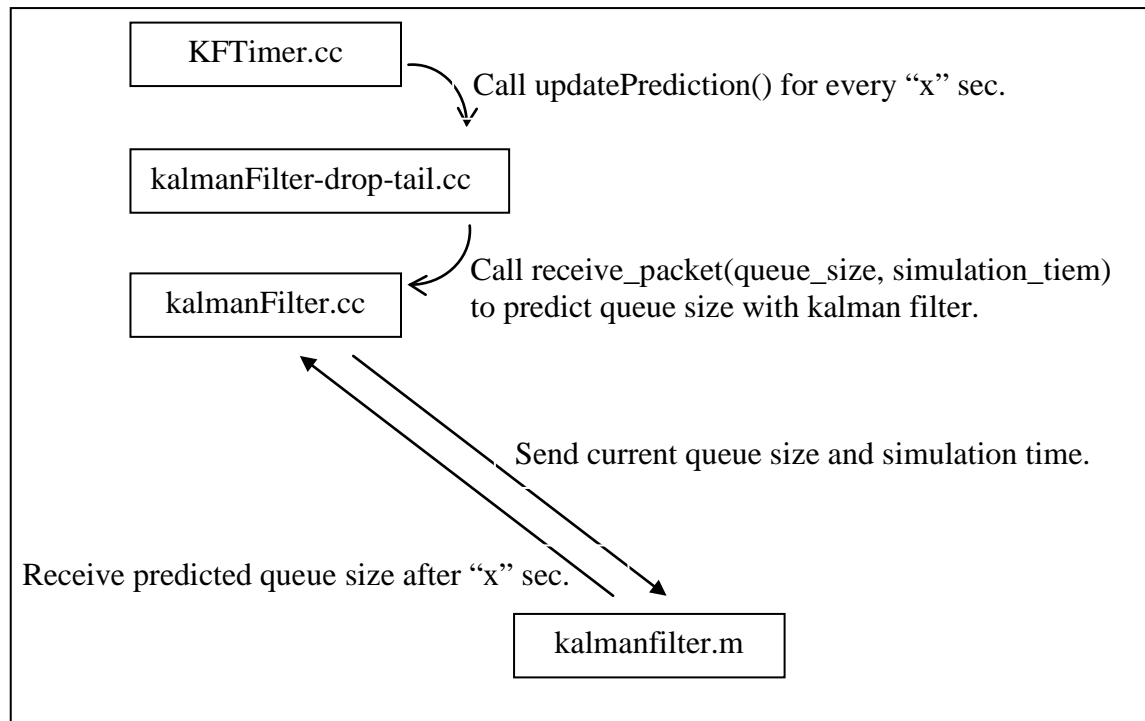 KFTimer.cc
Call updatePrediction() for every “x” sec.
kalmanFilter-drop-tail.cc
Call receive_packet(queue_size, simulation_tiem)
to predict queue size with kalman filter.
kalmanFilter.cc
Send current queue size and simulation time.
Receive predicted queue size after “x” sec.
kalmanfilter.m